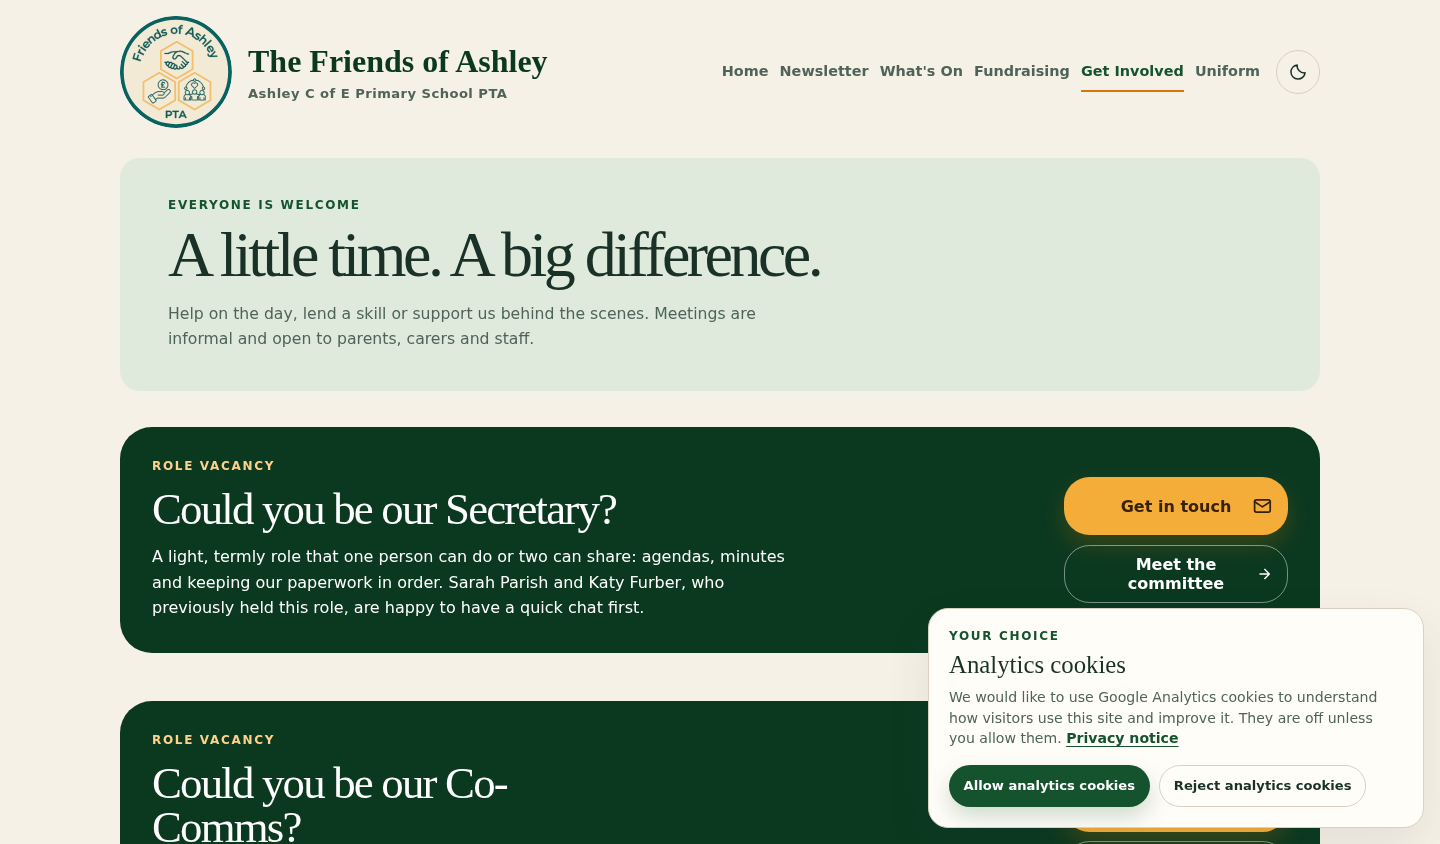 Friends of Ashley
£
PTA
The Friends of Ashley
Ashley C of E Primary School PTA
Home
Newsletter
What's On
Fundraising
Get Involved
Uniform
EVERYONE IS WELCOME
A little time. A big difference.
Help on the day, lend a skill or support us behind the scenes. Meetings are
informal and open to parents, carers and staff.
ROLE VACANCY
Could you be our Secretary?
A light, termly role that one person can do or two can share: agendas, minutes
and keeping our paperwork in order. Sarah Parish and Katy Furber, who
previously held this role, are happy to have a quick chat first.
Get in touch
Meet the
committee
ROLE VACANCY
Could you be our Co-
Comms?
YOUR CHOICE
Analytics cookies
We would like to use Google Analytics cookies to understand
how visitors use this site and improve it. They are off unless
you allow them. Privacy notice
Allow analytics cookies
Reject analytics cookies